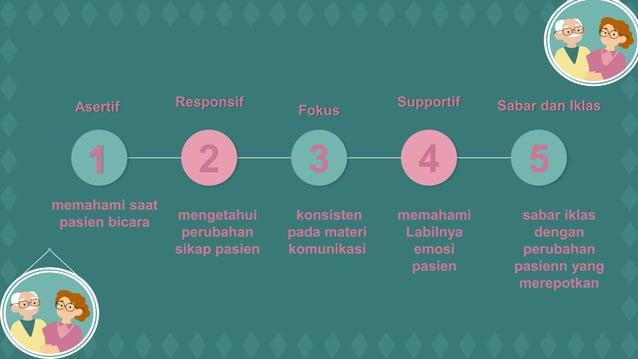 Asertif
1
memahami saat
pasien bicara
Responsif
2
mengetahui
perubahan
sikap pasien
Fokus
3
konsisten
pada materi
komunikasi
Supportif
4
memahami
Labilnya
emosi
pasien
Sabar dan Iklas
5
sabar iklas
dengan
perubahan
pasienn yang
merepotkan